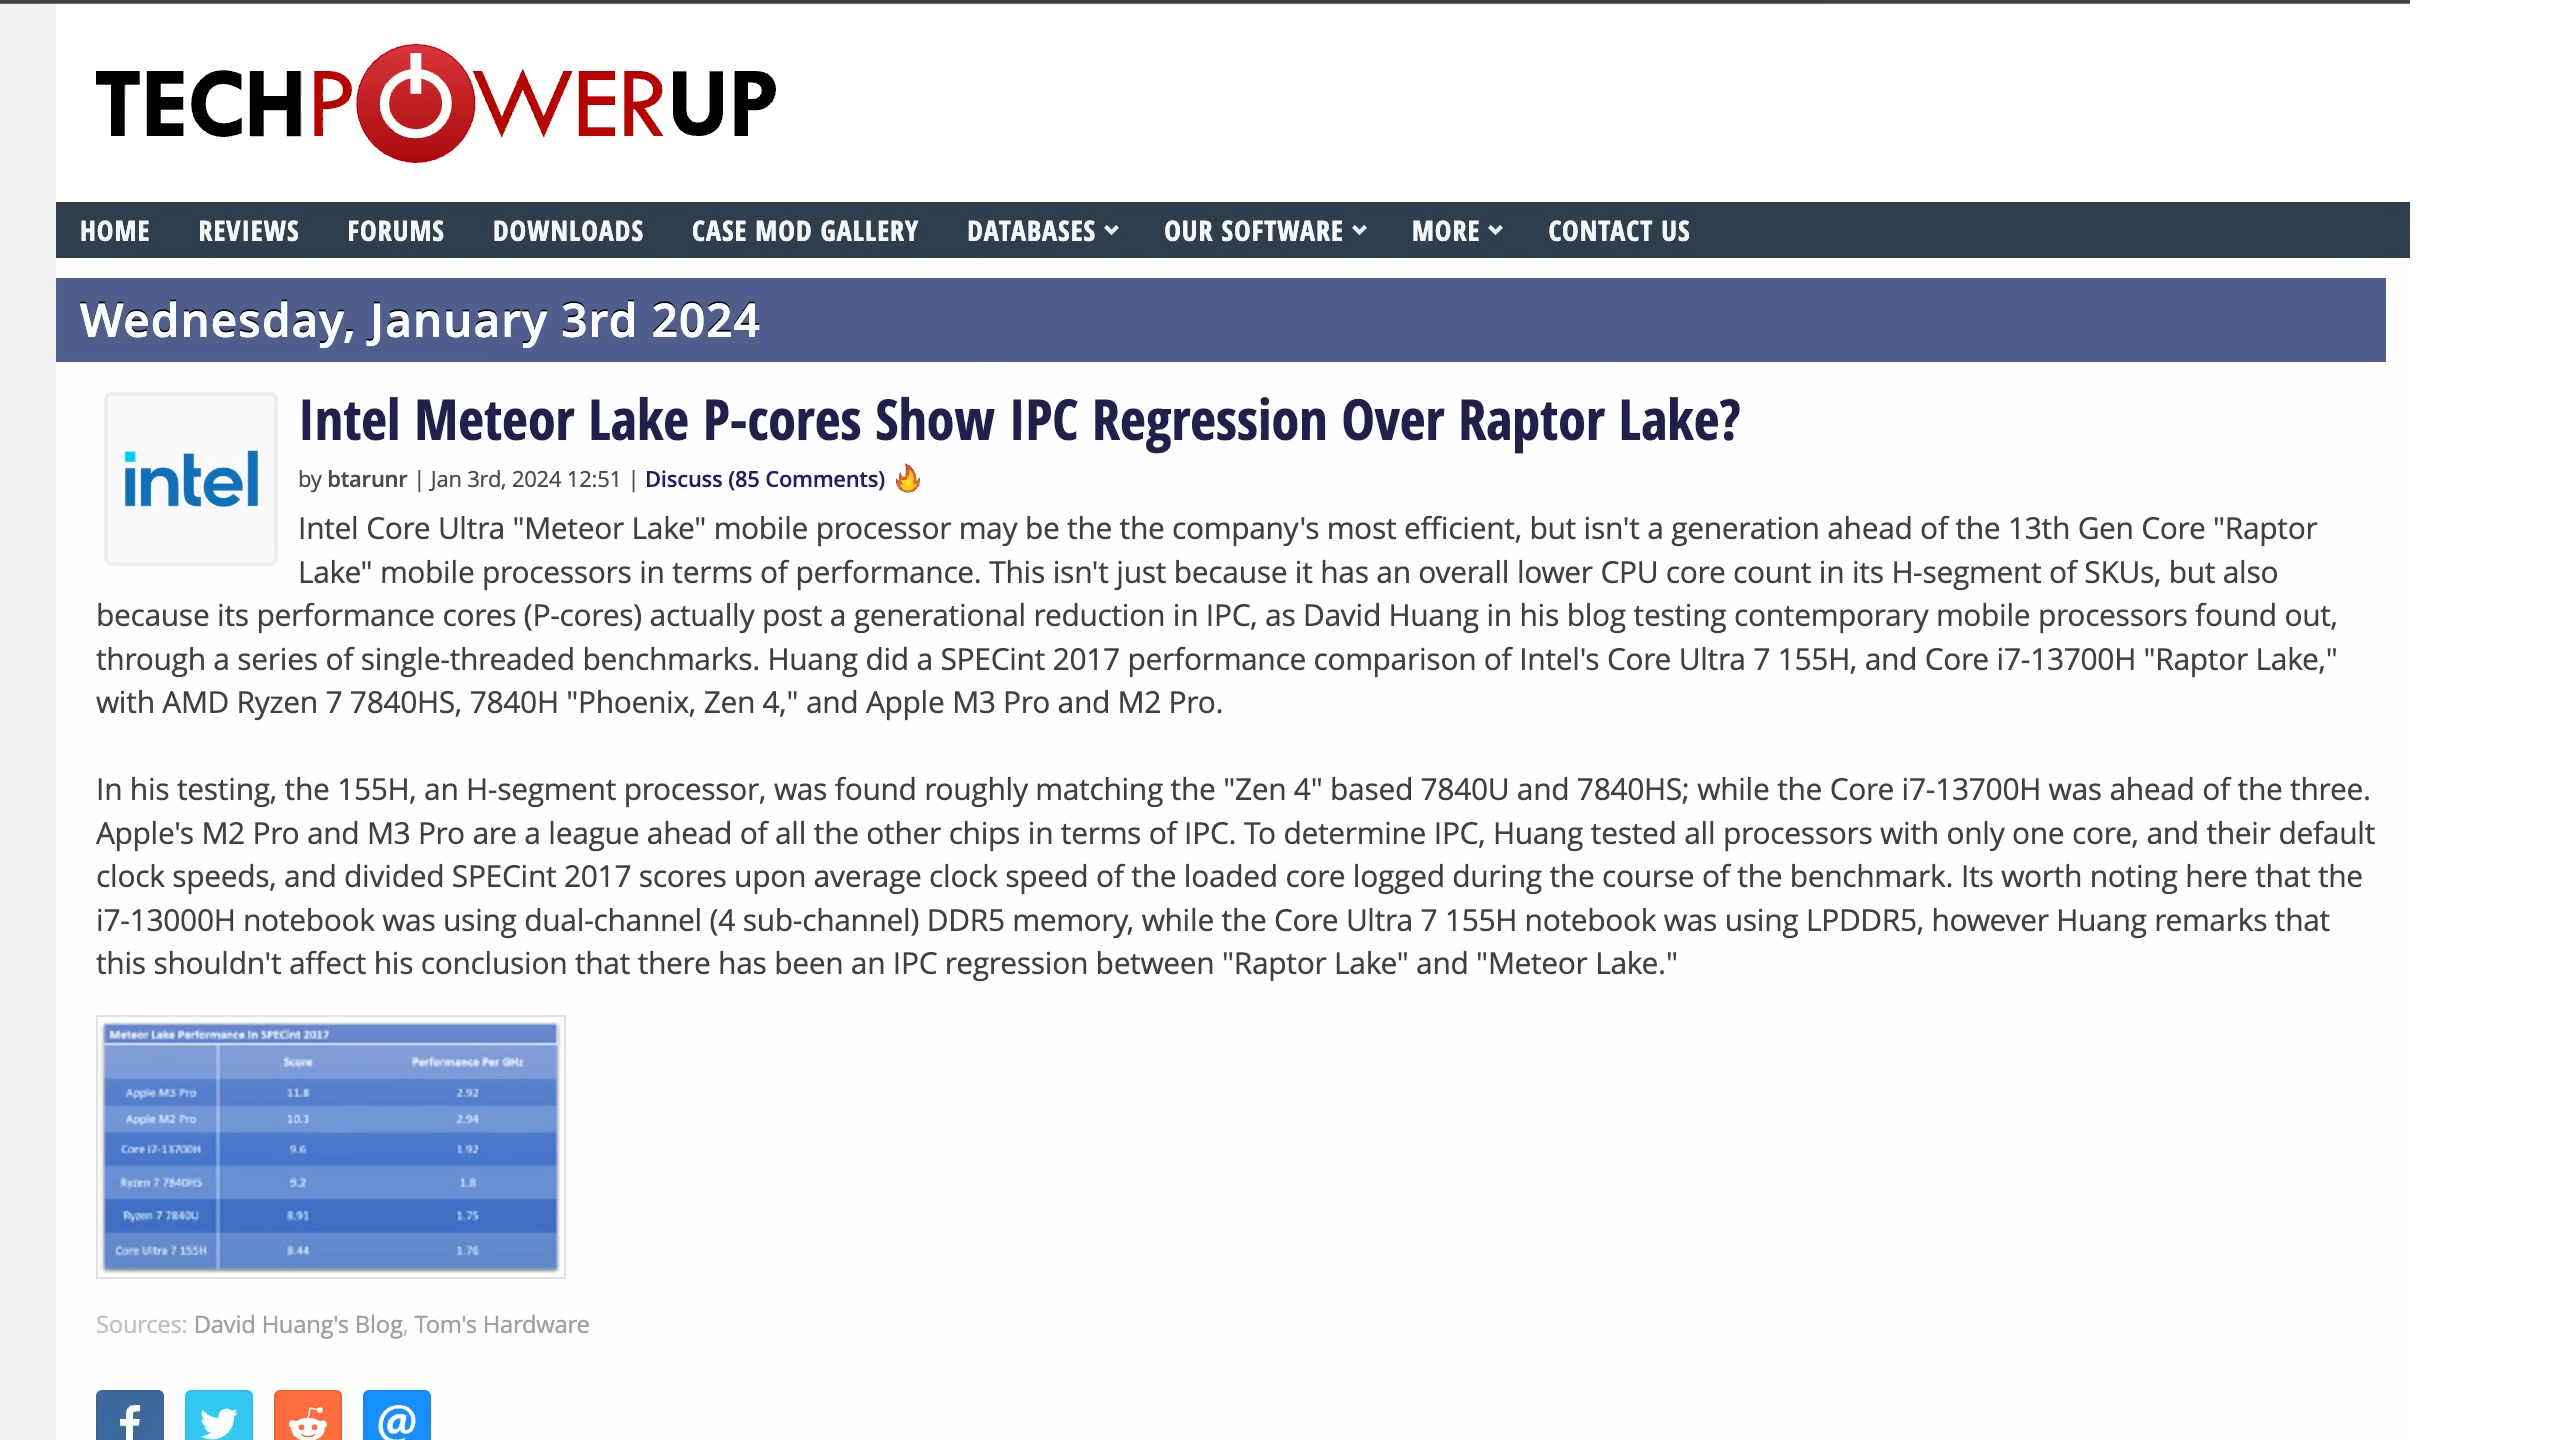 TECHPOWERUP
HOME REVIEWS FORUMS DOWNLOADS CASE MOD GALLERY DATABASES OUR SOFTWARE MORE CONTACT US
Wednesday, January 3rd 2024
intel
Intel Meteor Lake P-cores Show IPC Regression Over Raptor Lake?
by btarunr | Jan 3rd, 2024 12:51 | Discuss (85 Comments)
Intel Core Ultra "Meteor Lake" mobile processor may be the the company's most efficient, but isn't a generation ahead of the 13th Gen Core "Raptor
Lake" mobile processors in terms of performance. This isn't just because it has an overall lower CPU core count in its H-segment of SKUs, but also
because its performance cores (P-cores) actually post a generational reduction in IPC, as David Huang in his blog testing contemporary mobile processors found out,
through a series of single-threaded benchmarks. Huang did a SPECint 2017 performance comparison of Intel's Core Ultra 7 155H, and Core i7-13700H "Raptor Lake,"
with AMD Ryzen 7 7840HS, 7840H "Phoenix, Zen 4," and Apple M3 Pro and M2 Pro.
In his testing, the 155H, an H-segment processor, was found roughly matching the "Zen 4" based 7840U and 7840HS; while the Core i7-13700H was ahead of the three.
Apple's M2 Pro and M3 Pro are a league ahead of all the other chips in terms of IPC. To determine IPC, Huang tested all processors with only one core, and their default
clock speeds, and divided SPECint 2017 scores upon average clock speed of the loaded core logged during the course of the benchmark. Its worth noting here that the
i7-13000H notebook was using dual-channel (4 sub-channel) DDR5 memory, while the Core Ultra 7 155H notebook was using LPDDR5, however Huang remarks that
this shouldn't affect his conclusion that there has been an IPC regression between "Raptor Lake" and "Meteor Lake."
Meteor Lake Performance In SPECint 2017
Score Performance Per GHz
Apple M3 Pro 11.8 2.92
Apple M2 Pro 10.3 2.94
Core i7-13700H 9.6 1.92
Ryzen 7 7840HS 9.2 1.8
Ryzen 7 7840U 8.91 1.75
Core Ultra 7 155H 8.44 1.76
Sources: David Huang's Blog, Tom's Hardware